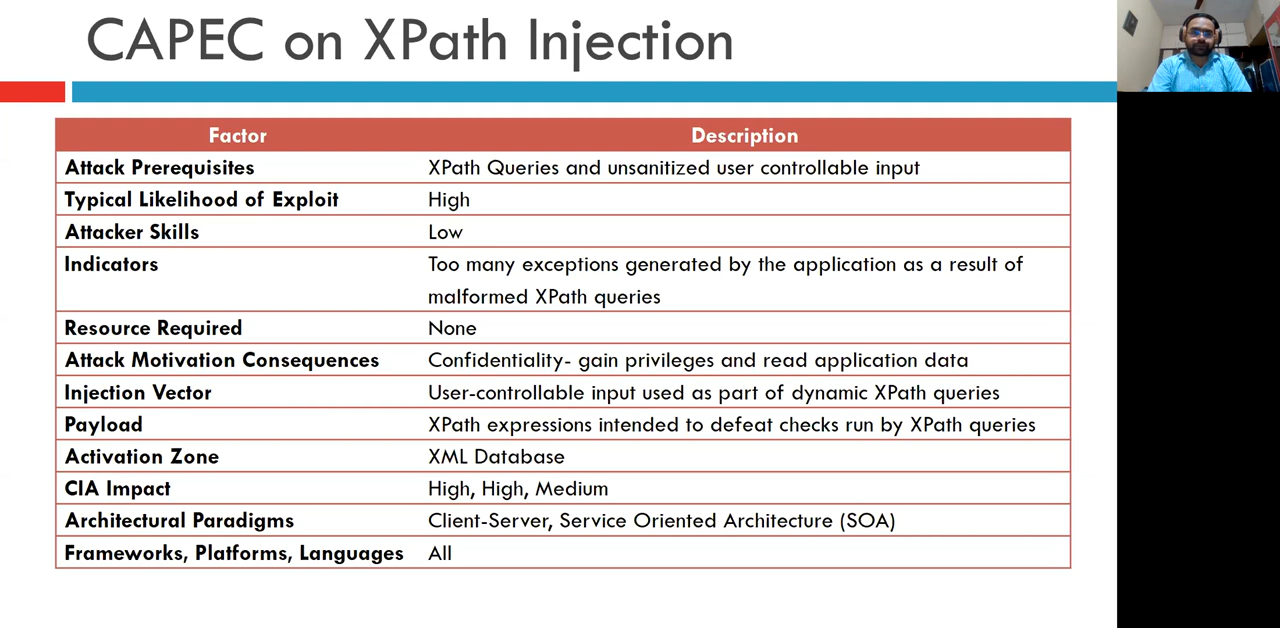 CAPEC on XPath Injection
Factor Description
Attack Prerequisites XPath Queries and unsanitized user controllable input
Typical Likelihood of Exploit High
Attacker Skills Low
Indicators Too many exceptions generated by the application as a result of
malformed XPath queries
Resource Required None
Attack Motivation Consequences Confidentiality- gain privileges and read application data
Injection Vector User-controllable input used as part of dynamic XPath queries
Payload XPath expressions intended to defeat checks run by XPath queries
Activation Zone XML Database
CIA Impact High, High, Medium
Architectural Paradigms Client-Server, Service Oriented Architecture (SOA)
Frameworks, Platforms, Languages All